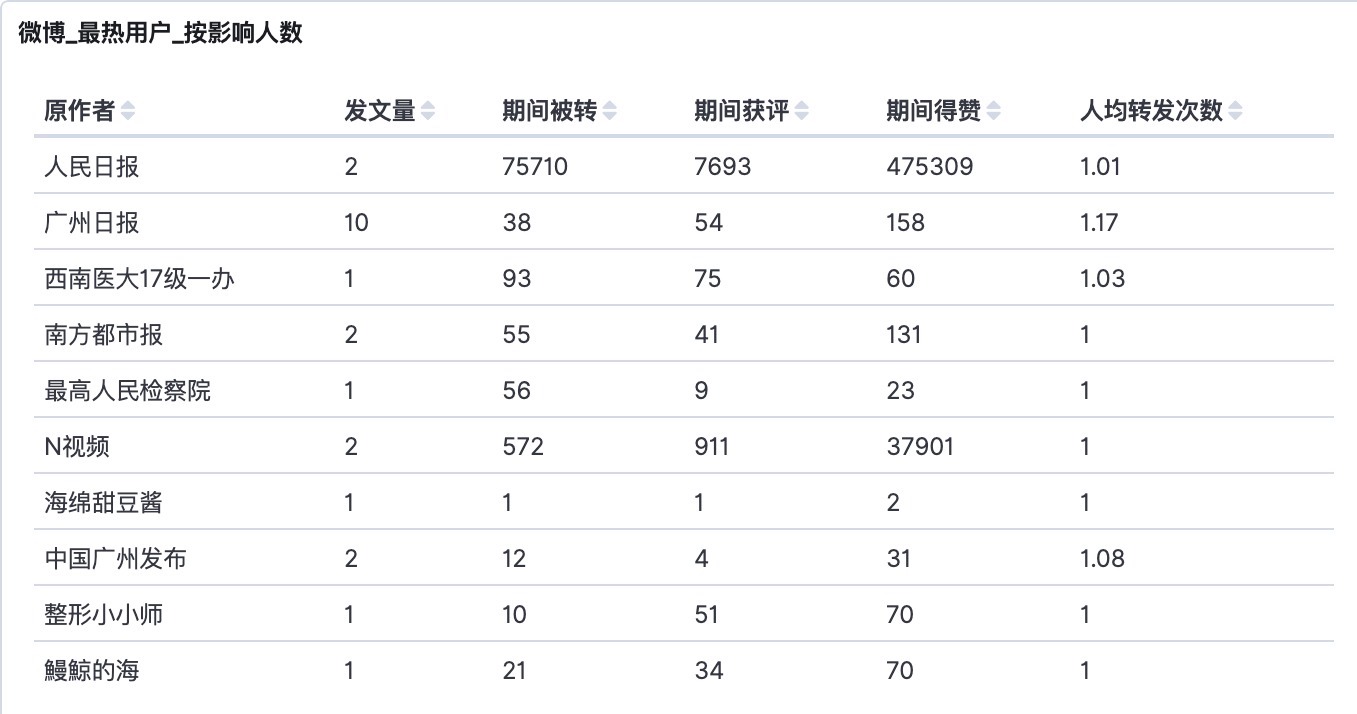 微博_最热用户_按影响人数
原作者 发文量 期间被转 期间获评 期间得赞 人均转发次数
人民日报 2 75710 7693 475309 1.01
广州日报 10 38 54 158 1.17
西南医大17级一办 1 93 75 60 1.03
南方都市报 2 55 41 131 1
最高人民检察院 1 56 9 23 1
N视频 2 572 911 37901 1
海绵甜豆酱 1 1 1 2 1
中国广州发布 2 12 4 31 1.08
整形小小师 1 10 51 70 1
鳗鲸的海 1 21 34 70 1